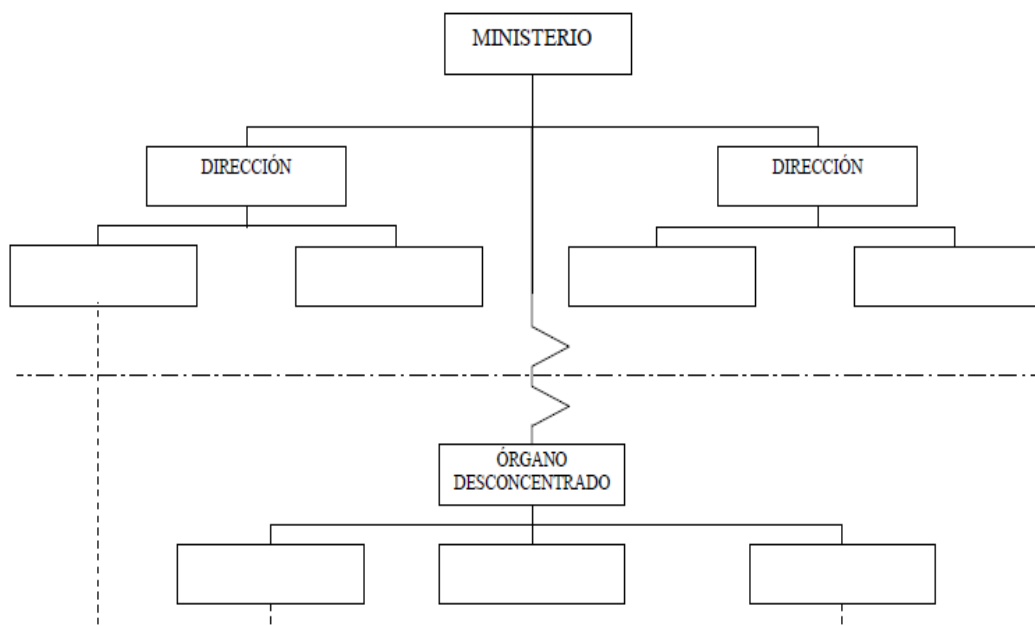 MINISTERIO
DIRECCIÓN
DIRECCIÓN
ÓRGANO
DESCONCENTRADO